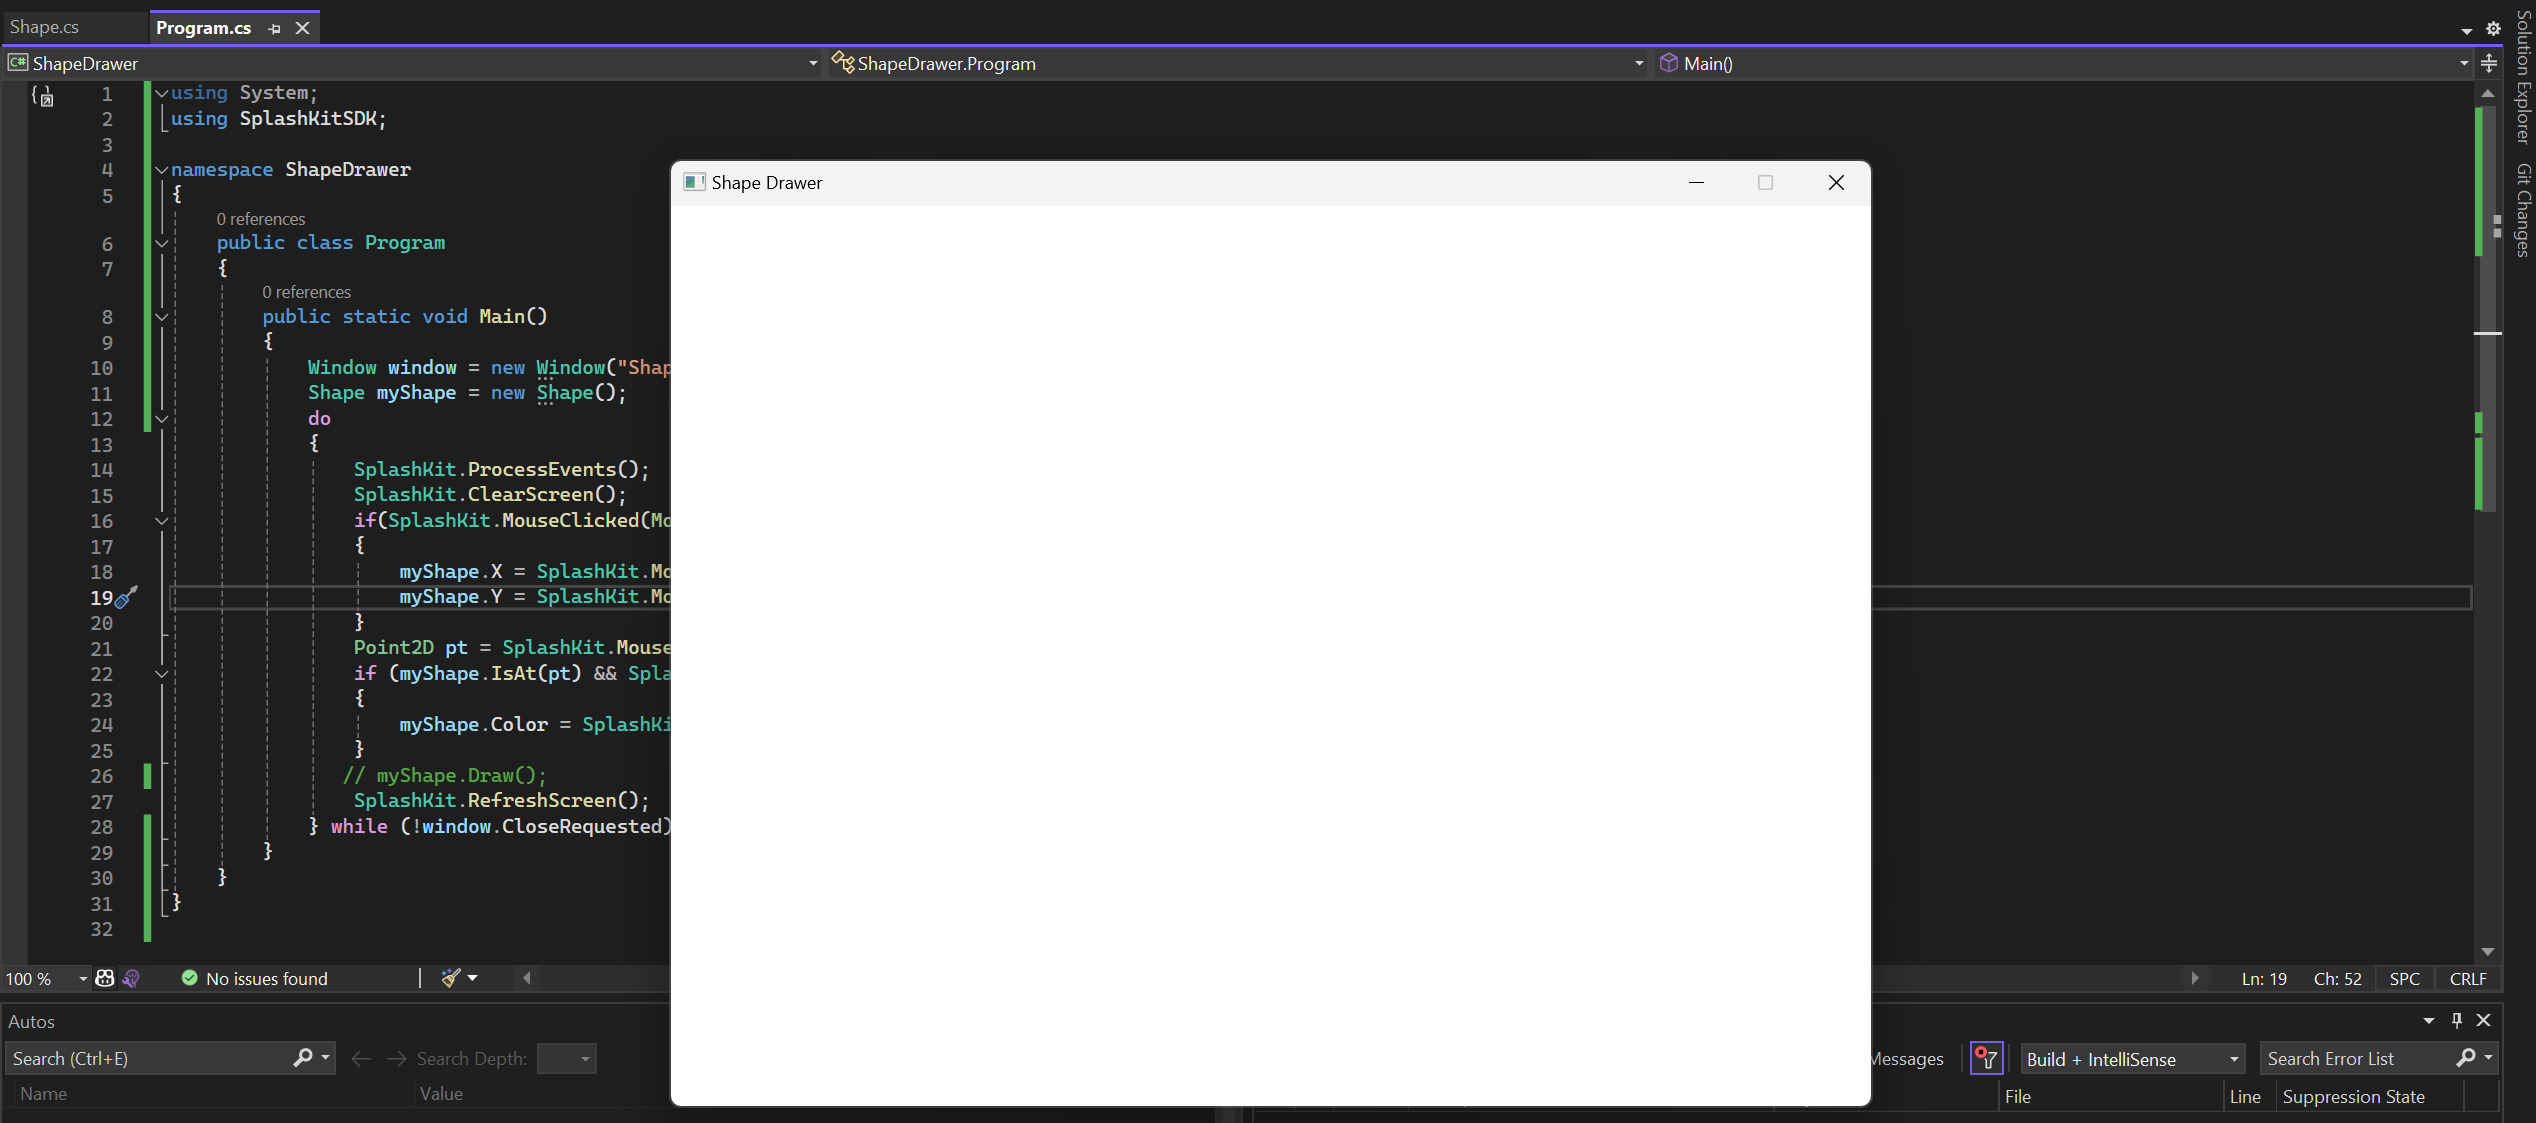 Shape.cs
Program.cs
ShapeDrawer
ShapeDrawer.Program
Main()
Solution Explorer
Git Changes
1 using System;
2 using SplashKitSDK;
3
4 namespace ShapeDrawer
5 {
0 references
6 public class Program
7 {
0 references
8 public static void Main()
9 {
10 Window window = new Window("Shap
11 Shape myShape = new Shape();
12 do
13 {
14 SplashKit.ProcessEvents();
15 SplashKit.ClearScreen();
16 if(SplashKit.MouseClicked(Mo
17 {
18 myShape.X = SplashKit.Mo
19 myShape.Y = SplashKit.Mo
20 }
21 Point2D pt = SplashKit.Mouse
22 if (myShape.IsAt(pt) && Spla
23 {
24 myShape.Color = SplashKi
25 }
26 // myShape.Draw();
27 SplashKit.RefreshScreen();
28 } while (!window.CloseRequested)
29 }
30 }
31 }
32
Shape Drawer
100 %
No issues found
Ln: 19
Ch: 52
SPC
CRLF
Autos
Search (Ctrl+E)
Search Depth:
Name
Value
Messages
Build + IntelliSense
Search Error List
File
Line
Suppression State